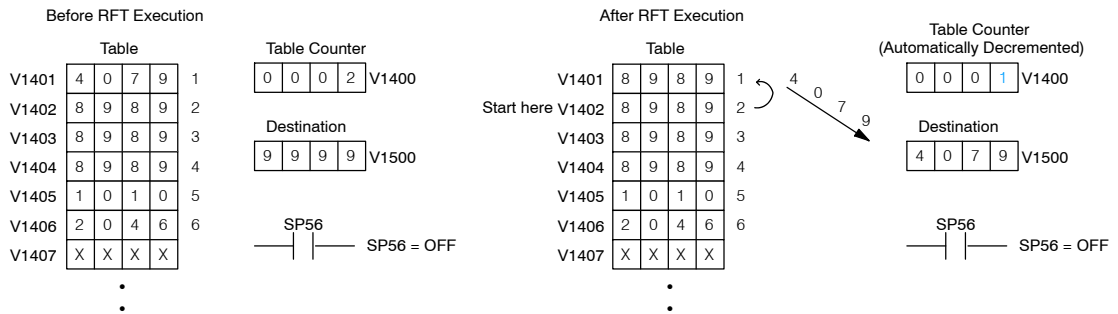 Before RFT Execution
Table
V1401 4 0 7 9 1
V1402 8 9 8 9 2
V1403 8 9 8 9 3
V1404 8 9 8 9 4
V1405 1 0 1 0 5
V1406 2 0 4 6 6
V1407 X X X X
Table Counter
0 0 0 2 V1400
Destination
9 9 9 9 V1500
SP56
SP56 = OFF
After RFT Execution
Table
V1401 8 9 8 9 1
Start here V1402 8 9 8 9 2
V1403 8 9 8 9 3
V1404 8 9 8 9 4
V1405 1 0 1 0 5
V1406 2 0 4 6 6
V1407 X X X X
4 0 7 9
Table Counter
(Automatically Decremented)
0 0 0 1 V1400
Destination
4 0 7 9 V1500
SP56
SP56 = OFF